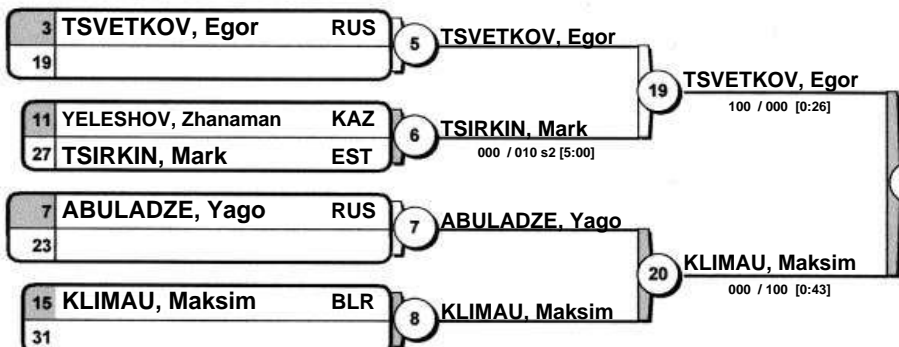 3 TSVETKOV, Egor RUS
19
5
TSVETKOV, Egor
11 YELESHOV, Zhanaman KAZ
27 TSIRKIN, Mark EST
6
TSIRKIN, Mark
000 / 010 s2 [5:00]
19
TSVETKOV, Egor
100 / 000 [0:26]
7 ABULADZE, Yago RUS
23
7
ABULADZE, Yago
15 KLIMAU, Maksim BLR
31
8
KLIMAU, Maksim
20
KLIMAU, Maksim
000 / 100 [0:43]